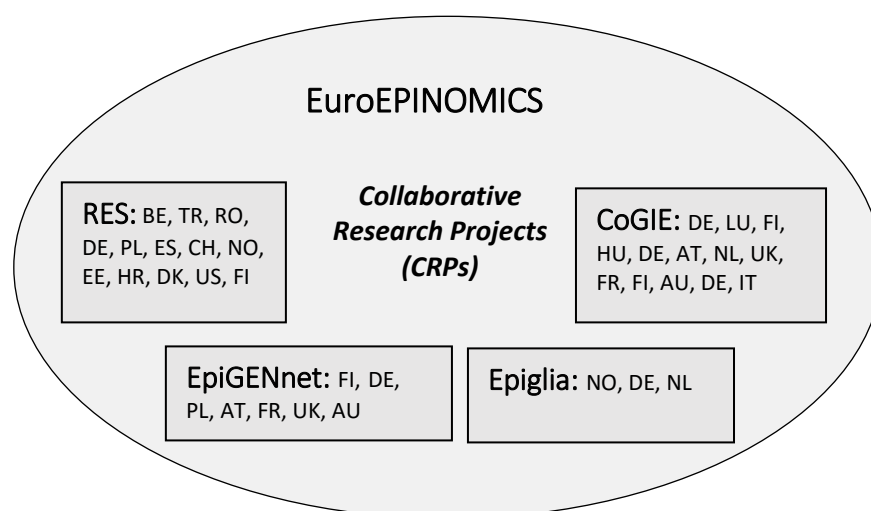 EuroEPINOMICS
Collaborative
Research Projects
(CRPs)
RES: BE, TR, RO,
DE, PL, ES, CH, NO,
EE, HR, DK, US, FI
CoGIE: DE, LU, FI,
HU, DE, AT, NL, UK,
FR, FI, AU, DE, IT
EpiGENnet: FI, DE,
PL, AT, FR, UK, AU
Epiglia: NO, DE, NL